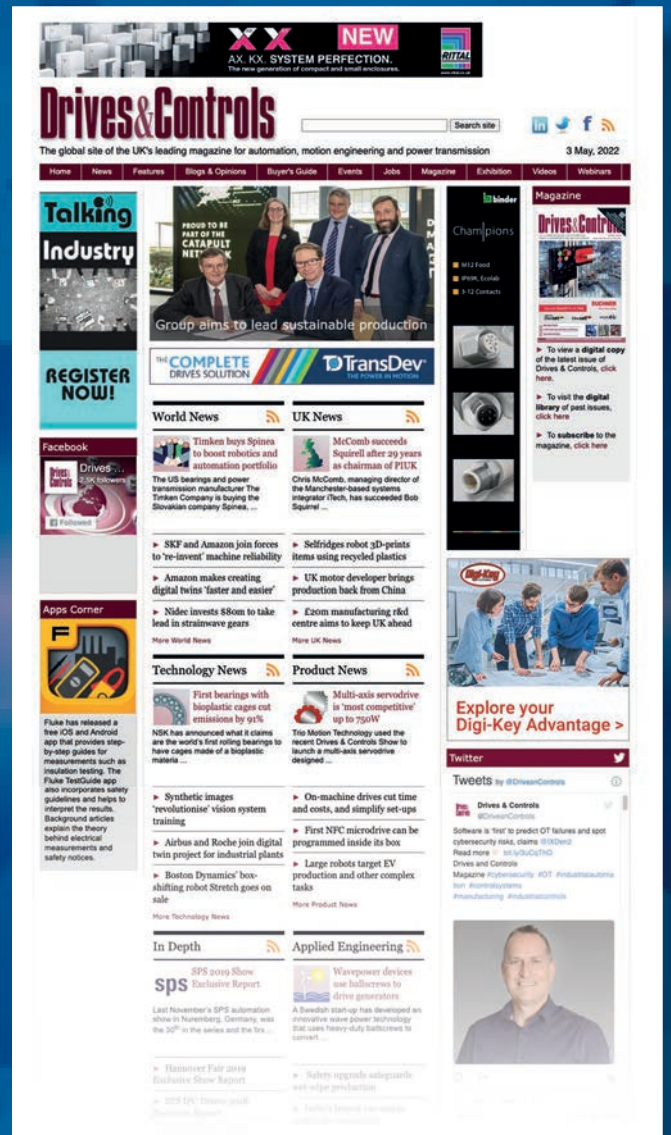 XX
NEW
AX. KX. SYSTEM PERFECTION.
The new generation of compact and small enclosures.
RITTAL
Drives&Controls
Search site
The global site of the UK's leading magazine for automation, motion engineering and power transmission
3 May, 2022
Home News Features Blogs & Opinions Buyer's Guide Events Jobs Magazine Exhibition Videos Webinars
Talking
Industry
REGISTER
NOW!
Facebook
Drives&Controls
Drives ...
2.5K followers
Followed
Apps Corner
Fluke has released a
free iOS and Android
app that provides step-
by-step guides for
measurements such as
insulation testing. The
Fluke TestGuide app
also incorporates safety
guidelines and helps to
interpret the results.
Background articles
explain the theory
behind electrical
measurements and
safety notices.
PROUD TO BE
PART OF THE
CATAPULT
Group aims to lead sustainable production
THE COMPLETE
DRIVES SOLUTION
TransDev
THE POWER IN MOTION
World News
Timken buys Spinea
to boost robotics and
automation portfolio
The US bearings and power
transmission manufacturer The
Timken Company is buying the
Slovakian company Spinea, ...
► SKF and Amazon join forces
to 're-invent' machine reliability
► Amazon makes creating
digital twins 'faster and easier'
► Nidec invests $80m to take
lead in strainwave gears
More World News
UK News
McComb succeeds
Squirell after 29 years
as chairman of PIUK
Chris McComb, managing director of
the Manchester-based systems
integrator iTech, has succeeded Bob
Squirrel ...
► Selfridges robot 3D-prints
items using recycled plastics
► UK motor developer brings
production back from China
► £20m manufacturing r&d
centre aims to keep UK ahead
More UK News
Technology News
First bearings with
bioplastic cages cut
emissions by 91%
NSK has announced what it claims
are the world's first rolling bearings to
have cages made of a bioplastic
materia ...
► Synthetic images
'revolutionise' vision system
training
► Airbus and Roche join digital
twin project for industrial plants
► Boston Dynamics' box-
shifting robot Stretch goes on
sale
More Technology News
Product News
Multi-axis servodrive
is 'most competitive'
up to 750W
Trio Motion Technology used the
recent Drives & Controls Show to
launch a multi-axis servodrive
designed ...
► On-machine drives cut time
and costs, and simplify set-ups
► First NFC microdrive can be
programmed inside its box
► Large robots target EV
production and other complex
tasks
More Product News
In Depth
sps
SPS 2019 Show
Exclusive Report
Last November's SPS automation
show in Nuremberg, Germany, was
the 30th in the series and the firs ...
► Hannover Fair 2019
Exclusive Show Report
Applied Engineering
Wavepower devices
use ballscrews to
drive generators
A Swedish start-up has developed an
innovative wave power technology
that uses heavy-duty ballscrews to
convert ...
► Safety upgrade safeguards
wet-wipe production
binder
Champions
M12 Food
IP69K, Ecolab
3-12 Contacts
Magazine
Drives&Controls
► To view a digital copy
of the latest issue of
Drives & Controls, click
here.
► To visit the digital
library of past issues,
click here
► To subscribe to the
magazine, click here
Digi-Key
Explore your
Digi-Key Advantage >
Twitter
Tweets by @DrivesnControls
Drives & Controls
@DrivesnControls
Software is 'first' to predict OT failures and spot
cybersecurity risks, claims
Read more
Drives and Controls
Magazine #cybersecurity #OT #industrialautoma
tion #controlsystems
#manufacturing #industrialcontrols